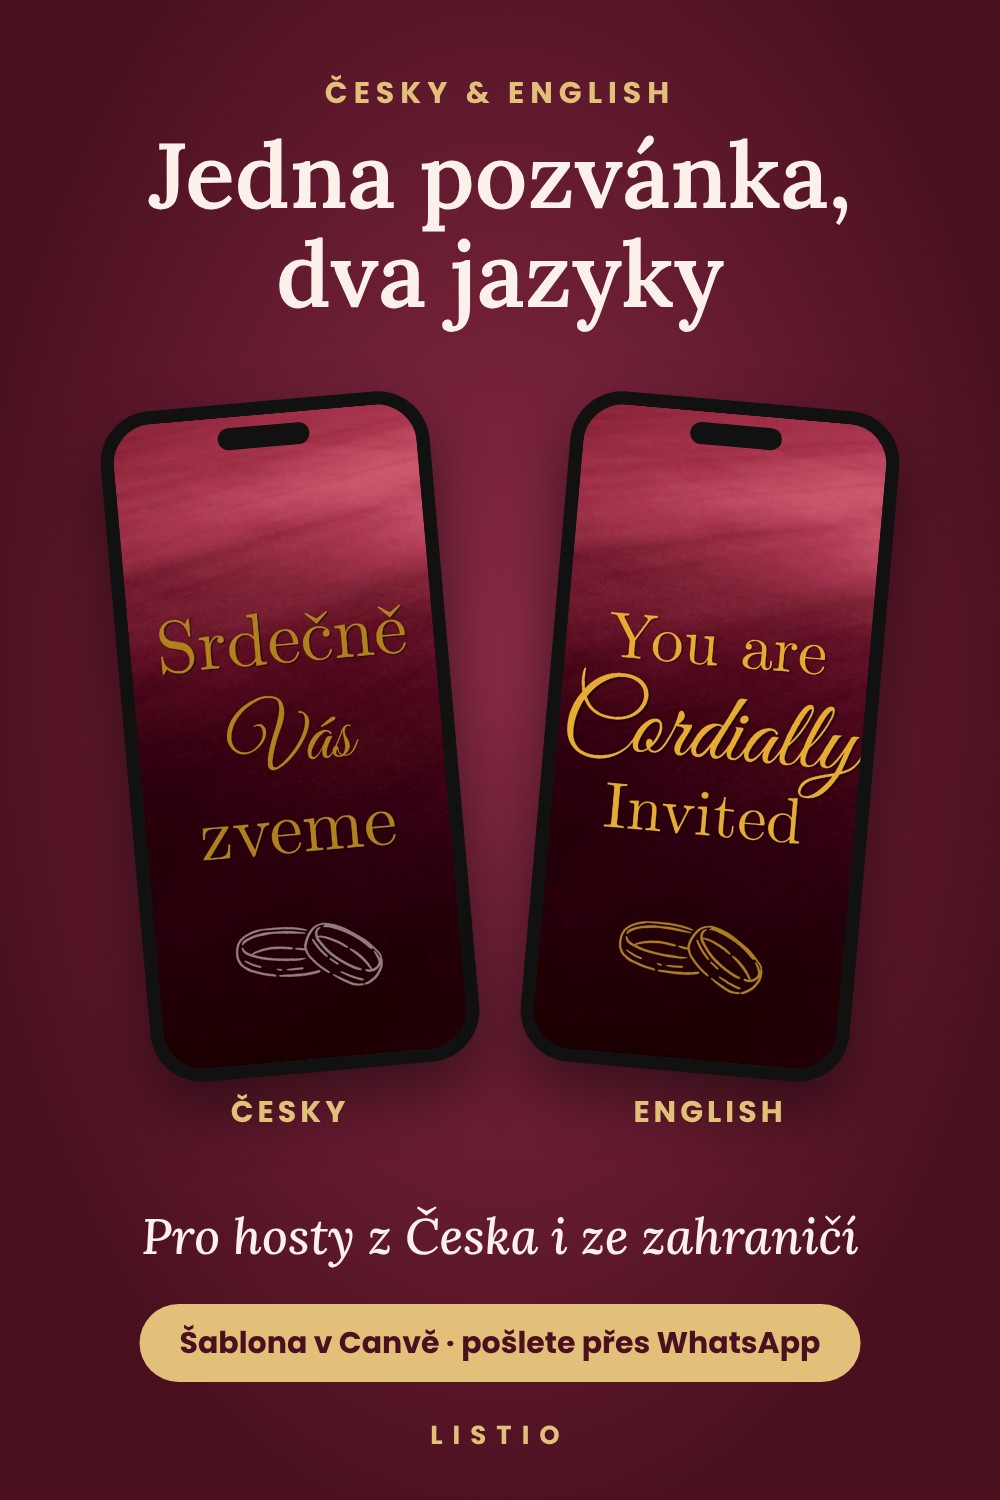 ČESKY & ENGLISH
Jedna pozvánka,
dva jazyky
Srdečně
Vás
zveme
You are
Cordially
Invited
ČESKY
ENGLISH
Pro hosty z Česka i ze zahraničí
Šablona v Canvě · pošlete přes WhatsApp
LISTIO